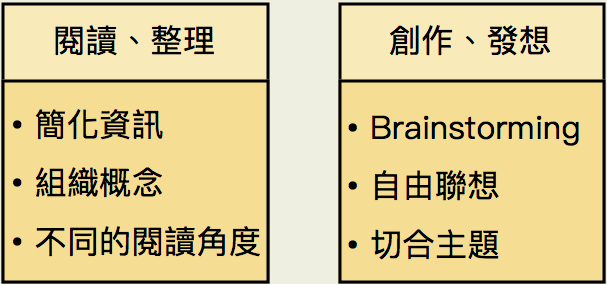 閱讀、整理
• 簡化資訊
• 組織概念
• 不同的閱讀角度
創作、發想
• Brainstorming
• 自由聯想
• 切合主題